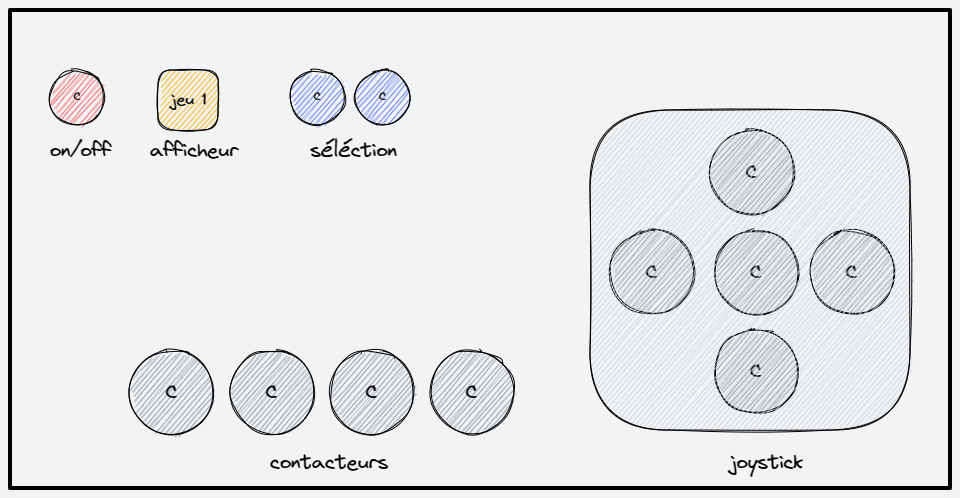 c
jeu 1
c c
on/off afficheur séléction
c
c c c
c
c c c c
contacteurs joystick